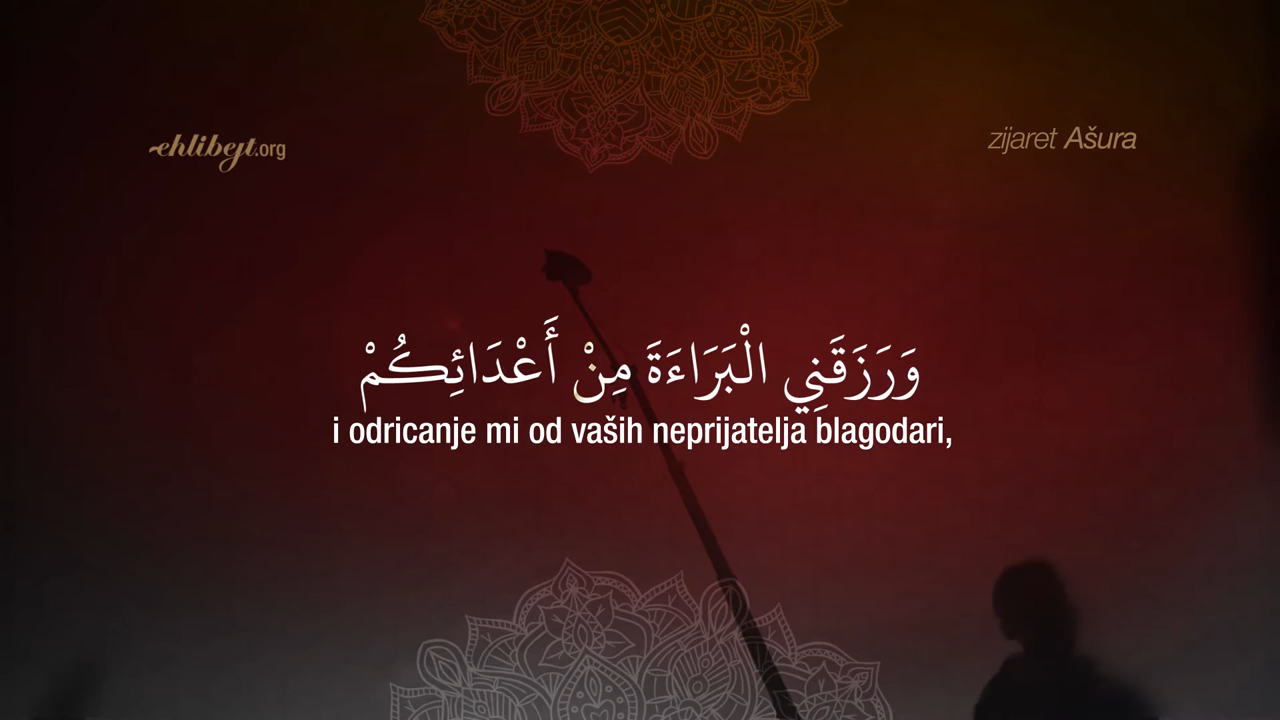 ehlibejt.org
zijaret Ašura
وَرَزَقَنِي الْبَرَاءَةَ مِنْ أَعْدَائِكُمْ
i odricanje mi od vaših neprijatelja blagodari,